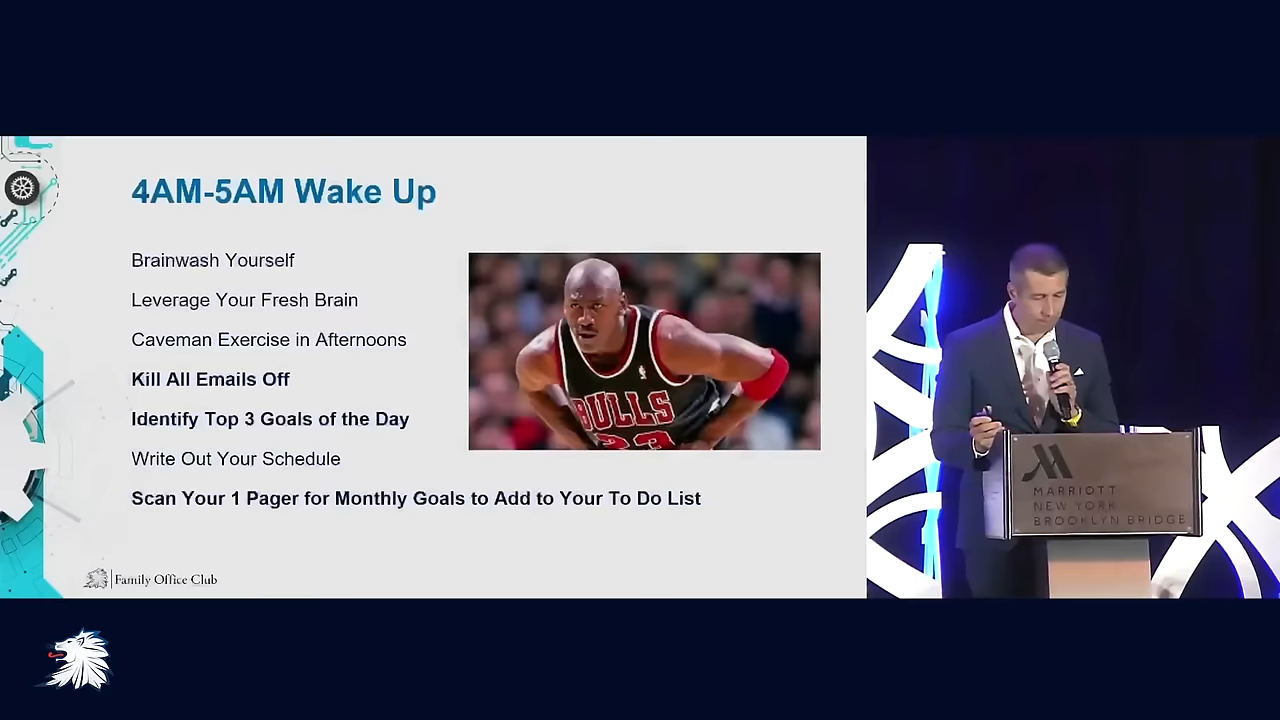 4AM-5AM Wake Up
Brainwash Yourself
Leverage Your Fresh Brain
Caveman Exercise in Afternoons
Kill All Emails Off
Identify Top 3 Goals of the Day
Write Out Your Schedule
Scan Your 1 Pager for Monthly Goals to Add to Your To Do List
BULLS
23
Family Office Club
MARRIOTT
NEW YORK
BROOKLYN BRIDGE